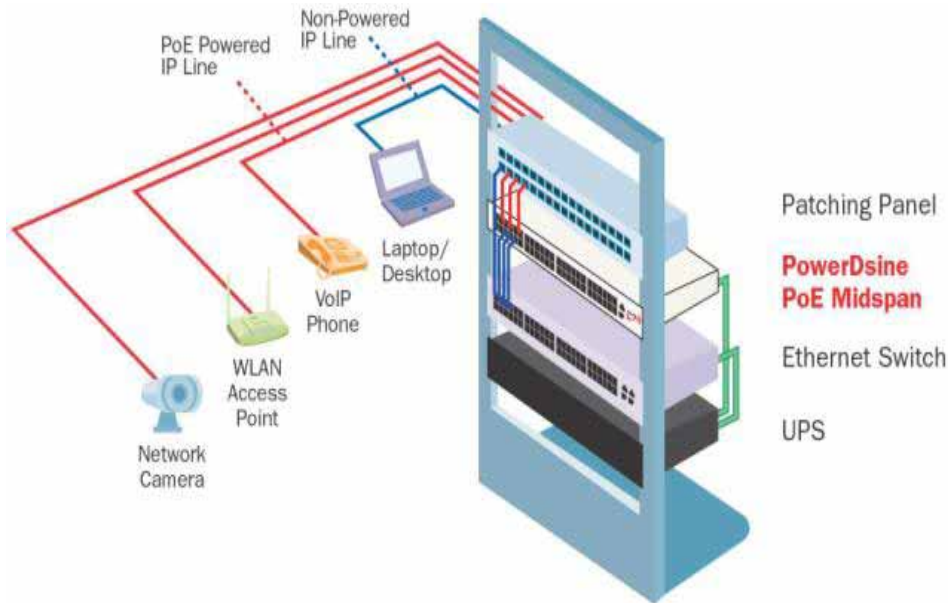 Non-Powered
IP Line
PoE Powered
IP Line
Patching Panel
PowerDsine
PoE Midspan
Ethernet Switch
UPS
Laptop/
Desktop
VoIP
Phone
WLAN
Access
Point
Network
Camera